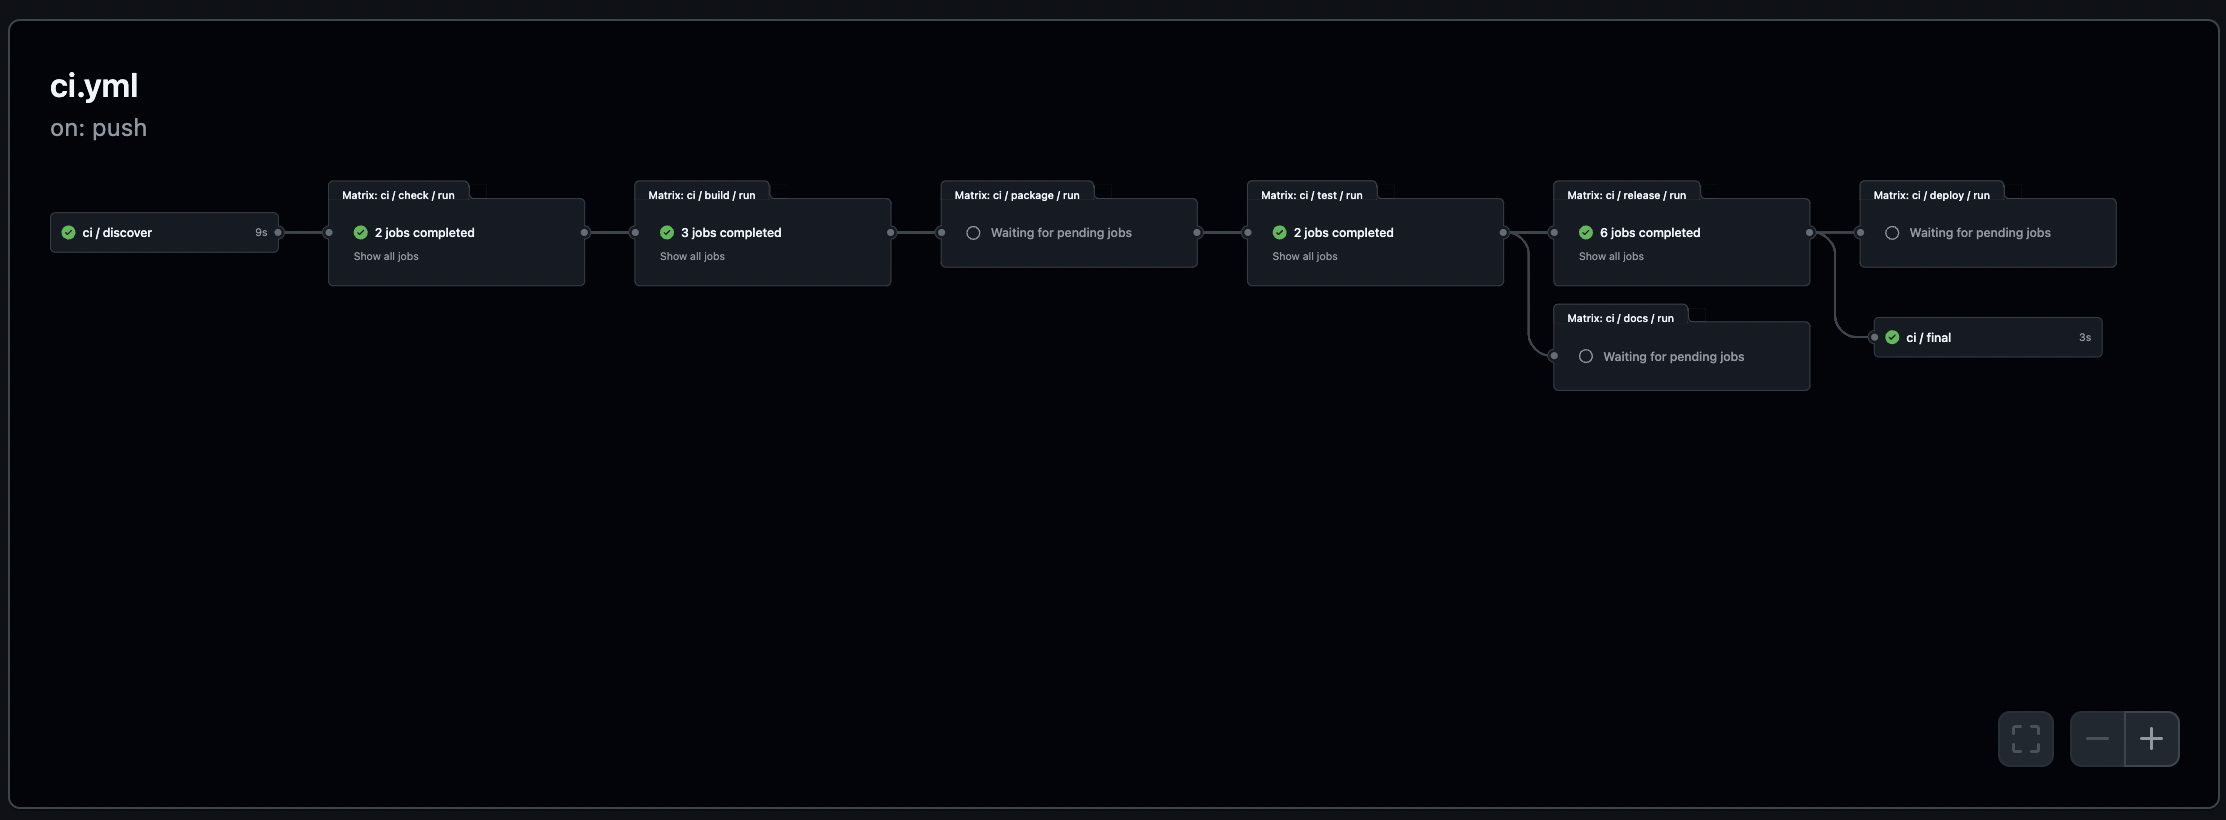 ci.yml
on: push
ci / discover 9s
Matrix: ci / check / run
2 jobs completed
Show all jobs
Matrix: ci / build / run
3 jobs completed
Show all jobs
Matrix: ci / package / run
Waiting for pending jobs
Matrix: ci / test / run
2 jobs completed
Show all jobs
Matrix: ci / release / run
6 jobs completed
Show all jobs
Matrix: ci / docs / run
Waiting for pending jobs
Matrix: ci / deploy / run
Waiting for pending jobs
ci / final 3s